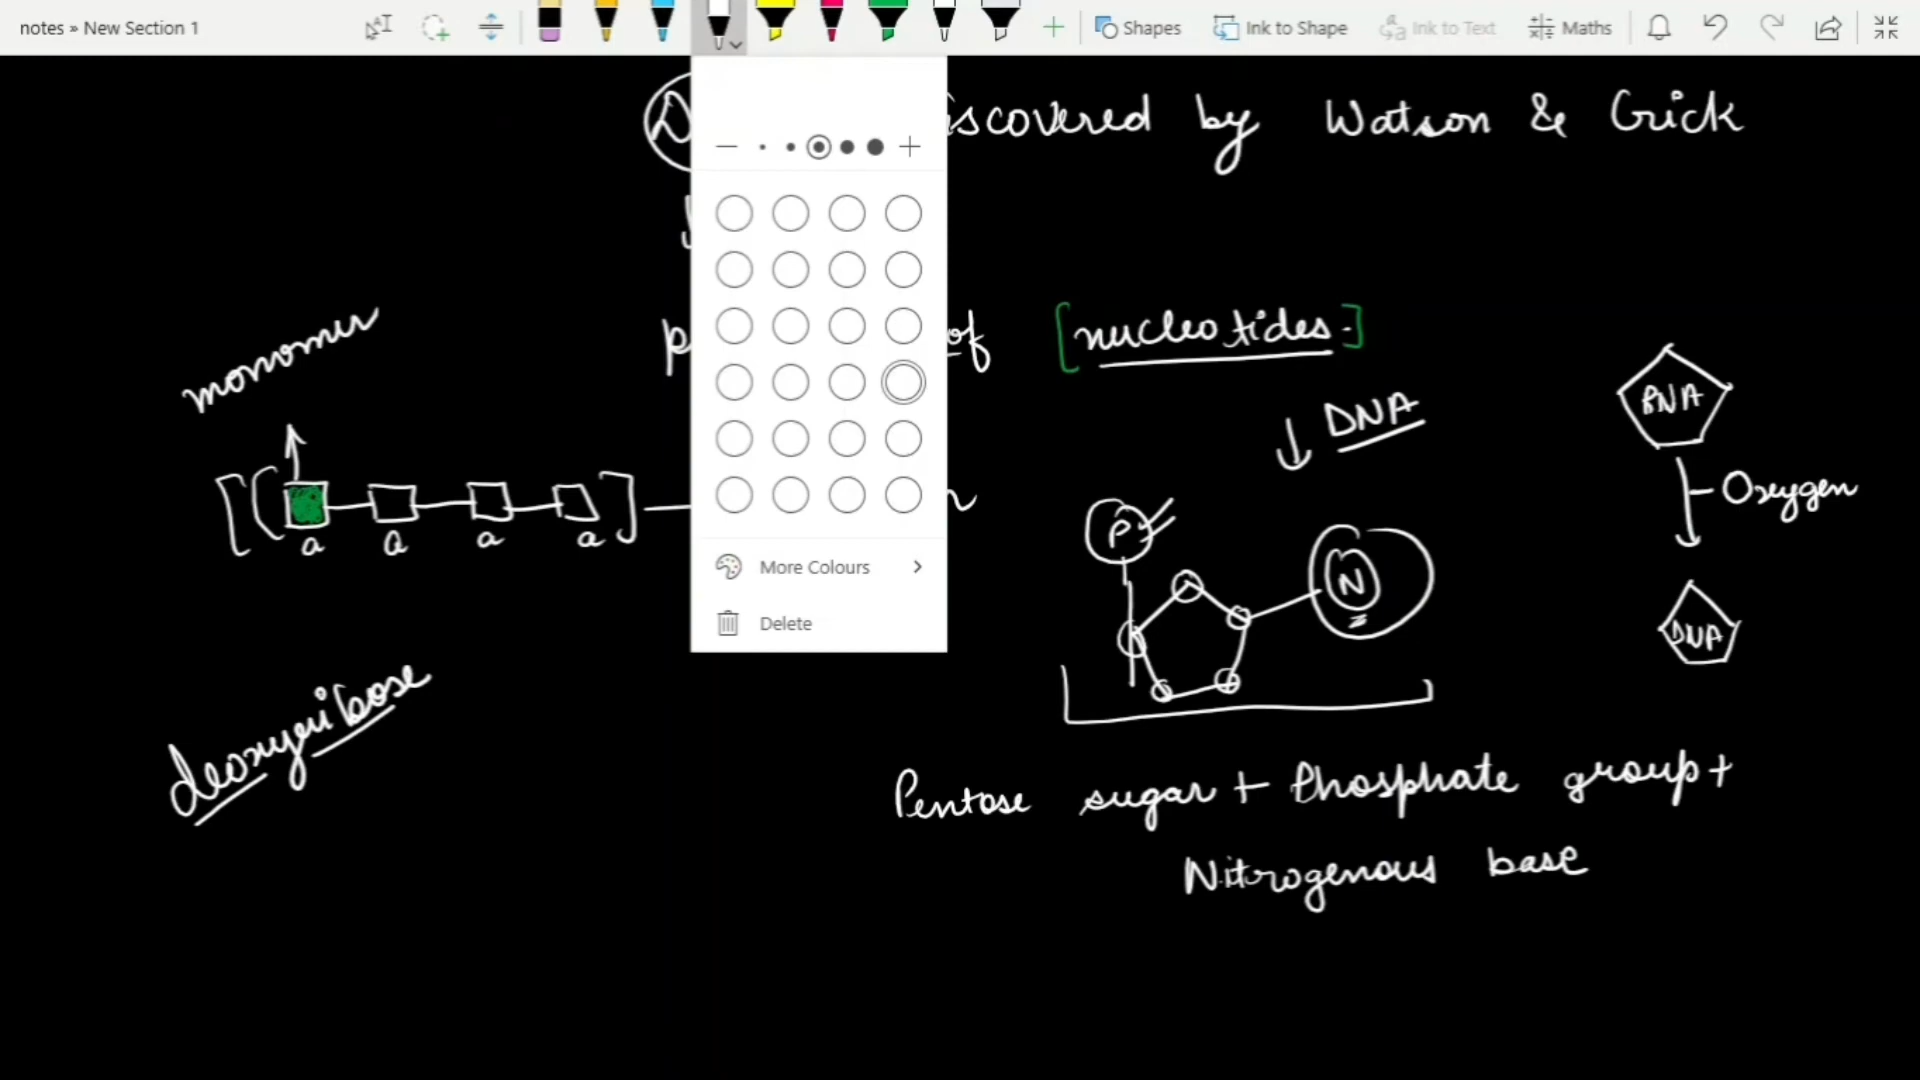 notes » New Section 1
Shapes
Ink to Shape
Ink to Text
Maths
D iscovered by Watson & Crick
monomer
p of [nucleotides.]
↓ DNA
RNA
Oxygen
DNA
a a a a
P
N
More Colours
Delete
deoxyribose
Pentose sugar + Phosphate group +
Nitrogenous base